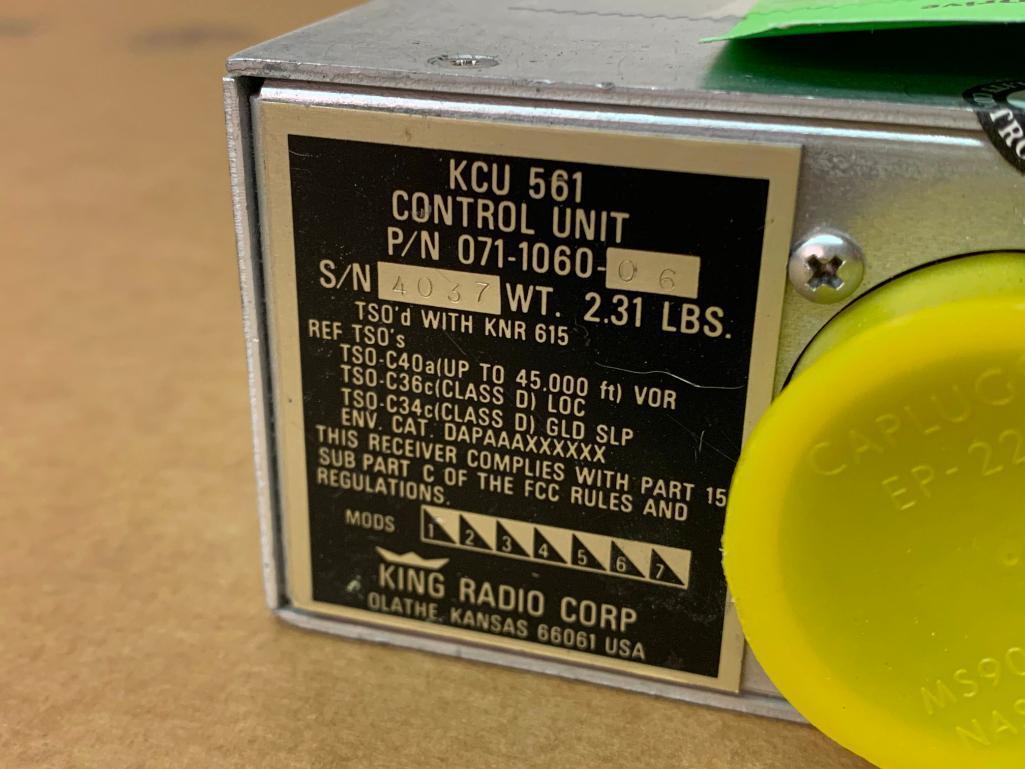 KCU 561
CONTROL UNIT
P/N 071-1060-06
S/N 4037 WT. 2.31 LBS.
TSO'd WITH KNR 615
REF TSO's
TSO-C40a(UP TO 45.000 ft) VOR
TSO-C36c(CLASS D) LOC
TSO-C34c(CLASS D) GLD SLP
ENV. CAT. DAPAAAXXXXXX
THIS RECEIVER COMPLIES WITH PART 15
SUB PART C OF THE FCC RULES AND
REGULATIONS.
MODS 1 2 3 4 5 6 7
KING RADIO CORP
OLATHE, KANSAS 66061 USA
CAPLUG
EP-22
MS90
NAS